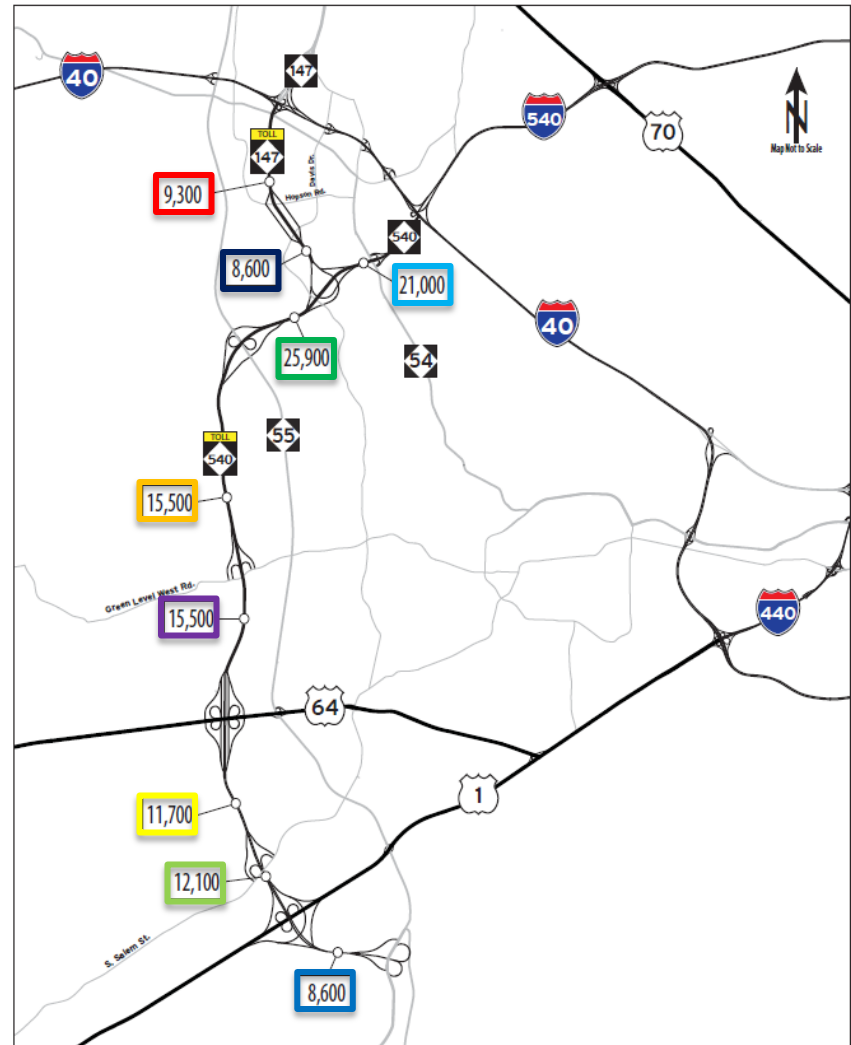 40
147
TOLL
147
540
70
N
Map Not to Scale
Davis Dr.
Hopson Rd.
9,300
8,600
540
21,000
40
25,900
54
55
TOLL
540
15,500
Green Level West Rd.
15,500
440
64
1
11,700
12,100
S. Salem St.
8,600